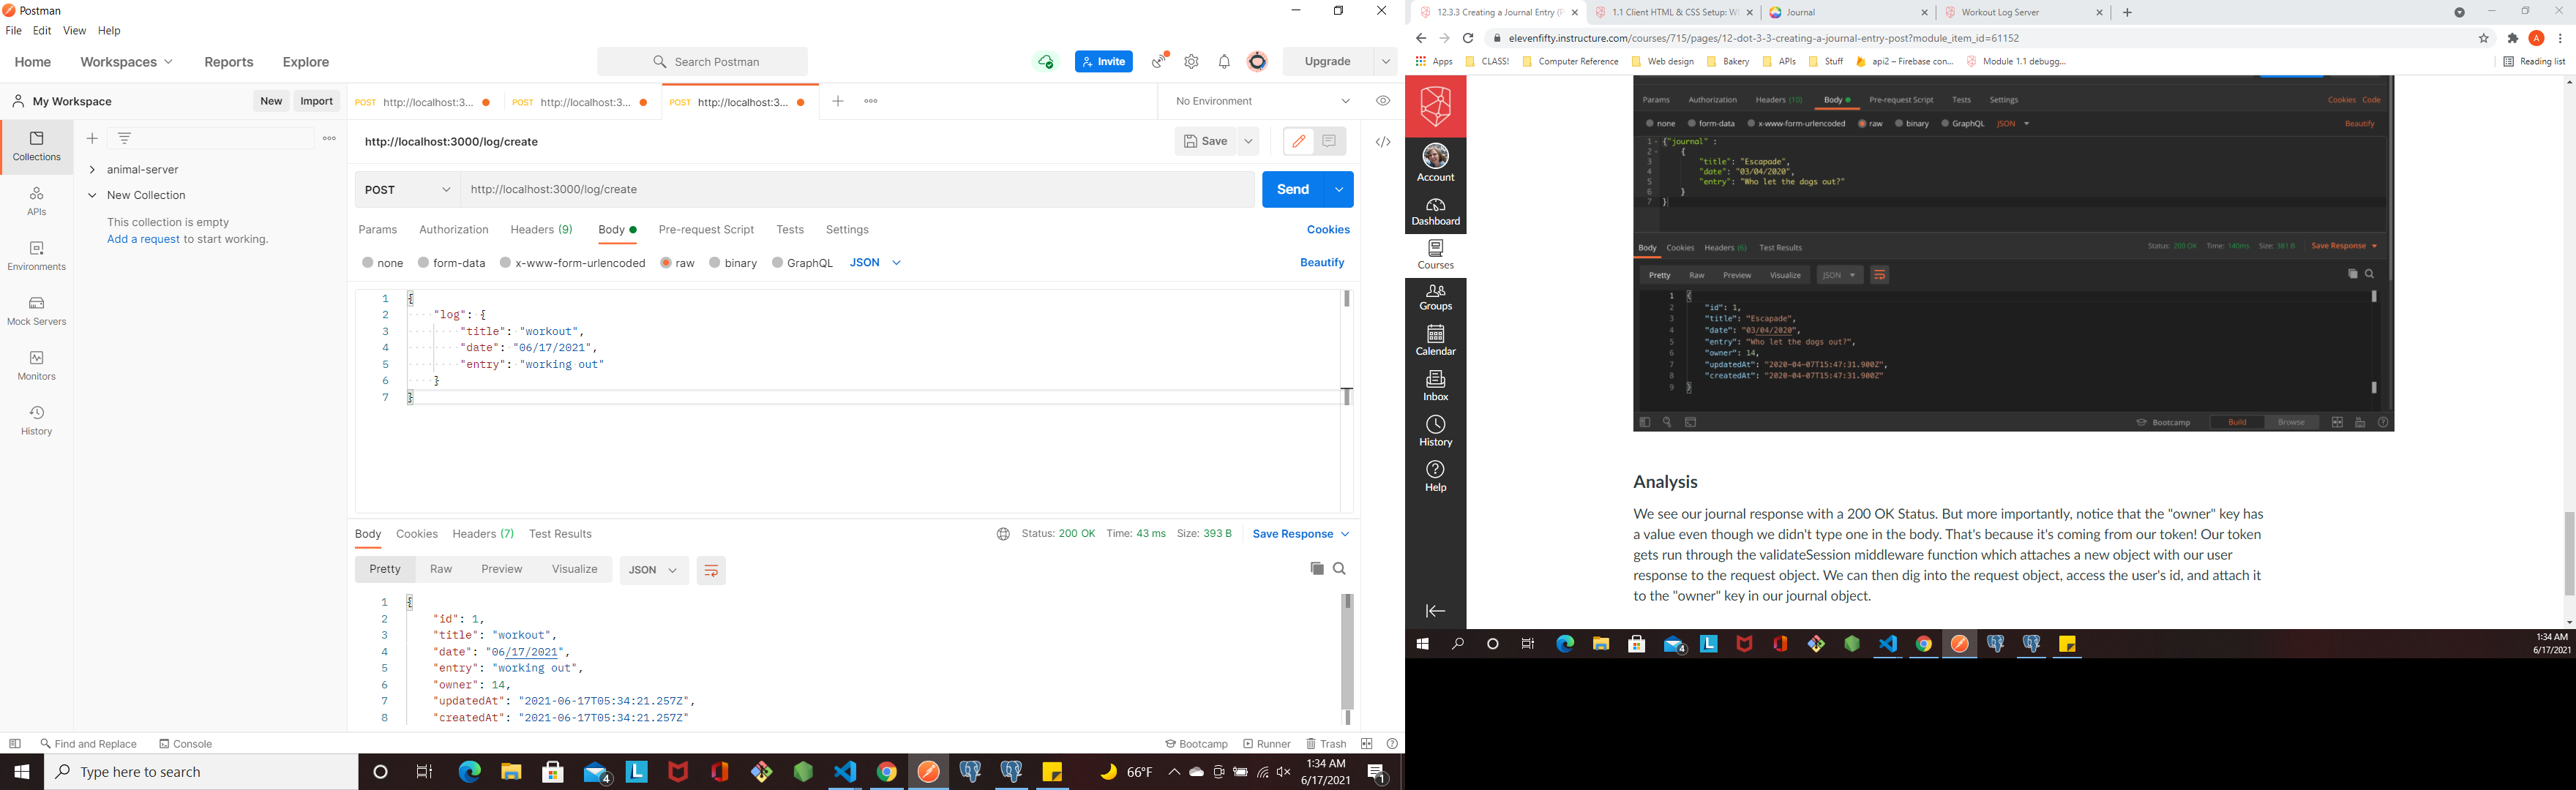 Postman
File Edit View Help
Home Workspaces Reports Explore
Search Postman
Invite
Upgrade
My Workspace
New Import
POST http://localhost:3...
POST http://localhost:3...
POST http://localhost:3...
No Environment
Collections
APIs
Environments
Mock Servers
Monitors
History
animal-server
New Collection
This collection is empty
Add a request to start working.
http://localhost:3000/log/create
Save
POST http://localhost:3000/log/create
Send
Params Authorization Headers (9) Body Pre-request Script Tests Settings
Cookies
none form-data x-www-form-urlencoded raw binary GraphQL JSON
Beautify
1 {
2 "log": {
3 "title": "workout",
4 "date": "06/17/2021",
5 "entry": "working out"
6 }
7 }
Body Cookies Headers (7) Test Results
Status: 200 OK Time: 43 ms Size: 393 B Save Response
Pretty Raw Preview Visualize JSON
1 {
2 "id": 1,
3 "title": "workout",
4 "date": "06/17/2021",
5 "entry": "working out",
6 "owner": 14,
7 "updatedAt": "2021-06-17T05:34:21.257Z",
8 "createdAt": "2021-06-17T05:34:21.257Z"
Find and Replace Console
Bootcamp Runner Trash
Type here to search
4
L
66°F
1:34 AM
6/17/2021
1
12.3.3 Creating a Journal Entry (P
1.1 Client HTML & CSS Setup: W
Journal
Workout Log Server
elevenfifty.instructure.com/courses/715/pages/12-dot-3-3-creating-a-journal-entry-post?module_item_id=61152
A
Apps CLASS! Computer Reference Web design Bakery APIs Stuff api2 – Firebase con... Module 1.1 debugg...
Reading list
Account
Dashboard
Courses
Groups
Calendar
Inbox
History
Help
Params Authorization Headers (10) Body Pre-request Script Tests Settings
Cookies Code
none form-data x-www-form-urlencoded raw binary GraphQL JSON
Beautify
1 {"journal" :
2 {
3 "title": "Escapade",
4 "date": "03/04/2020",
5 "entry": "Who let the dogs out?"
6 }
7 }
Body Cookies Headers (6) Test Results
Status: 200 OK Time: 140ms Size: 381 B Save Response
Pretty Raw Preview Visualize JSON
1 {
2 "id": 1,
3 "title": "Escapade",
4 "date": "03/04/2020",
5 "entry": "Who let the dogs out?",
6 "owner": 14,
7 "updatedAt": "2020-04-07T15:47:31.900Z",
8 "createdAt": "2020-04-07T15:47:31.900Z"
9 }
Bootcamp Build Browse
Analysis
We see our journal response with a 200 OK Status. But more importantly, notice that the "owner" key has
a value even though we didn't type one in the body. That's because it's coming from our token! Our token
gets run through the validateSession middleware function which attaches a new object with our user
response to the request object. We can then dig into the request object, access the user's id, and attach it
to the "owner" key in our journal object.
4
L
1:34 AM
6/17/2021